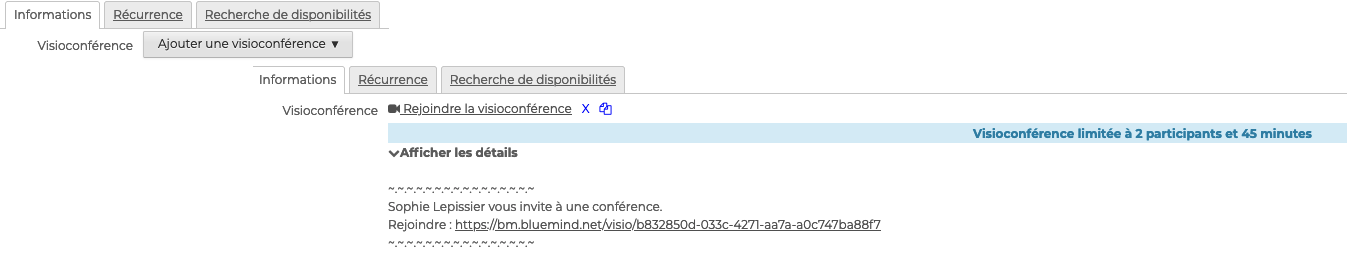 Informations Récurrence Recherche de disponibilités
Visioconférence Ajouter une visioconférence ▼
Informations Récurrence Recherche de disponibilités
Visioconférence Rejoindre la visioconférence X
Visioconférence limitée à 2 participants et 45 minutes
Afficher les détails
~.~.~.~.~.~.~.~.~.~.~.~.~.~.~.~
Sophie Lepissier vous invite à une conférence.
Rejoindre : https://bm.bluemind.net/visio/b832850d-033c-4271-aa7a-a0c747ba88f7
~.~.~.~.~.~.~.~.~.~.~.~.~.~.~.~